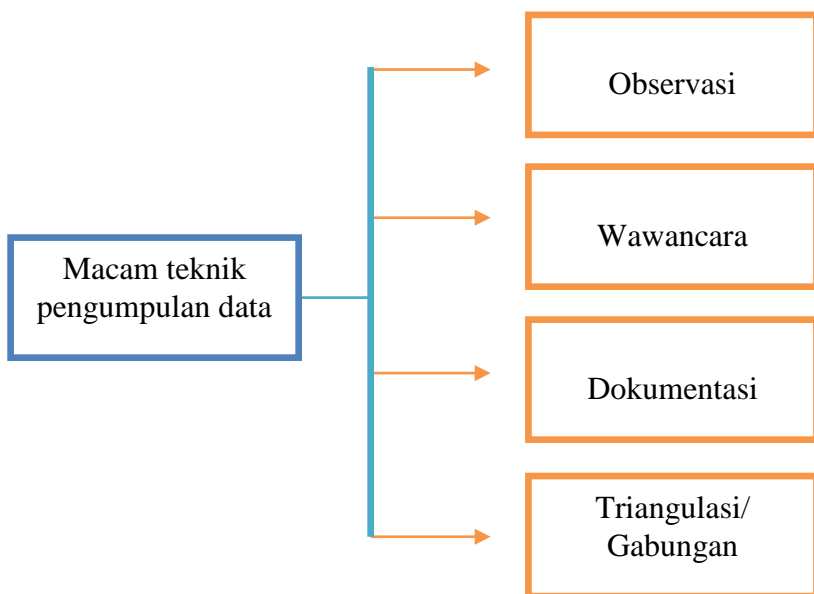 Macam teknik
pengumpulan data
Observasi
Wawancara
Dokumentasi
Triangulasi/
Gabungan